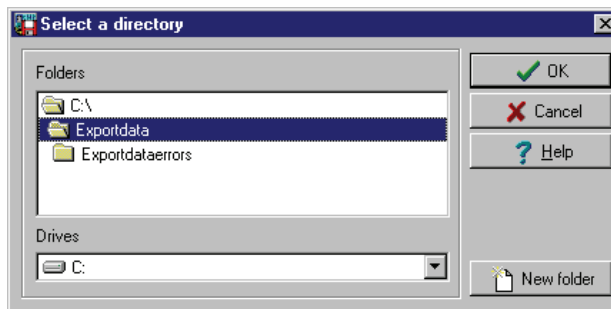 Select a directory
Folders
C:\
Exportdata
Exportdataerrors
Drives
C:
OK
Cancel
Help
New folder